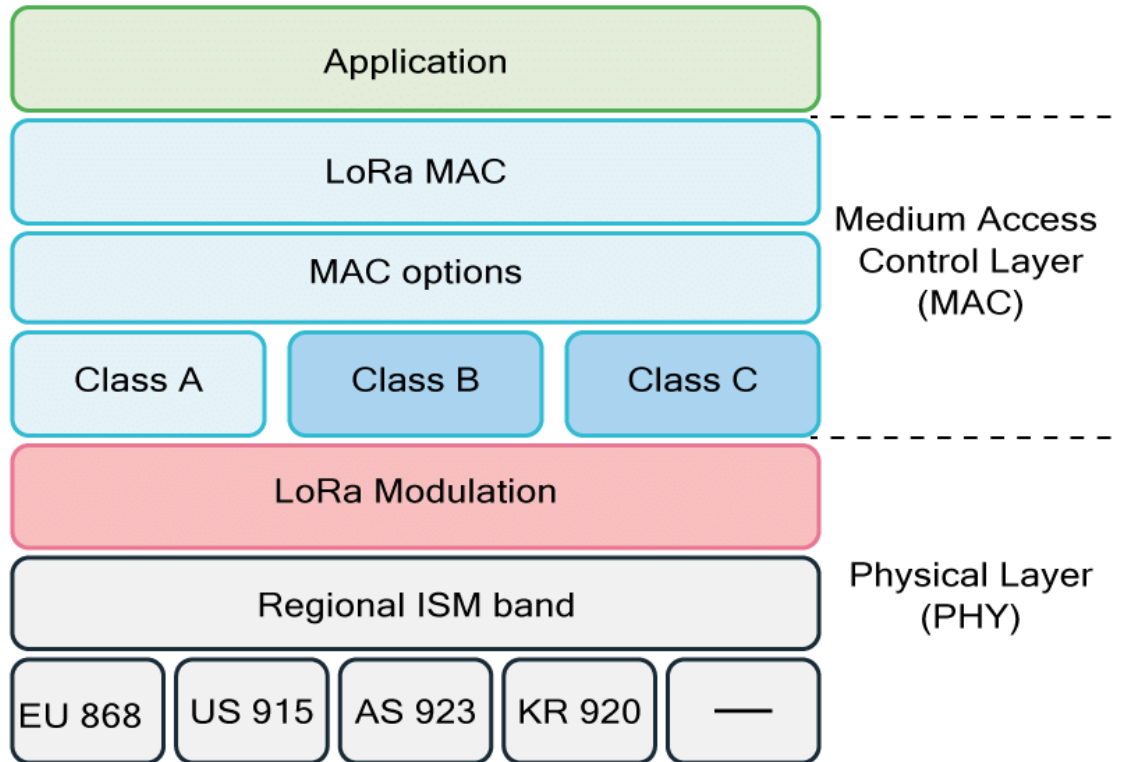 Application
LoRa MAC
MAC options
Class A
Class B
Class C
Medium Access
Control Layer
(MAC)
LoRa Modulation
Regional ISM band
EU 868
US 915
AS 923
KR 920
Physical Layer
(PHY)